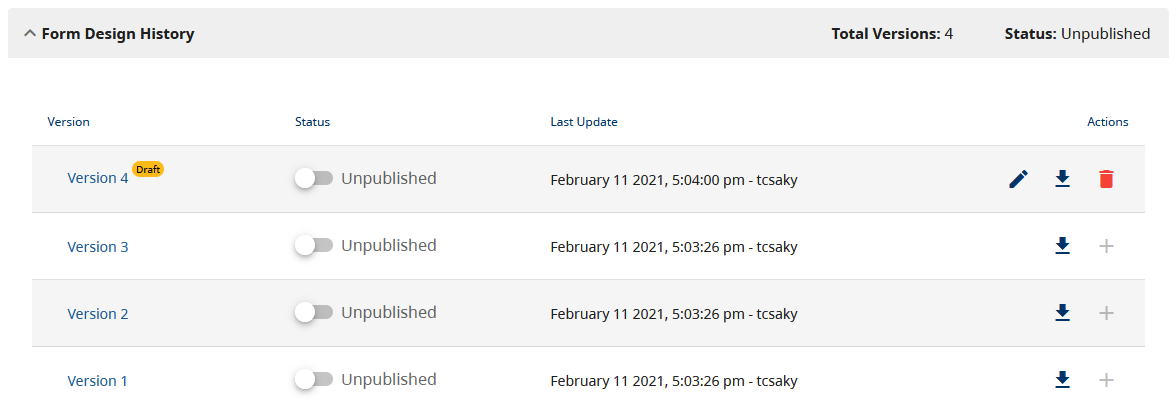 Form Design History Total Versions: 4 Status: Unpublished
Version Status Last Update Actions
Version 4 Draft Unpublished February 11 2021, 5:04:00 pm - tcsaky
Version 3 Unpublished February 11 2021, 5:03:26 pm - tcsaky
Version 2 Unpublished February 11 2021, 5:03:26 pm - tcsaky
Version 1 Unpublished February 11 2021, 5:03:26 pm - tcsaky